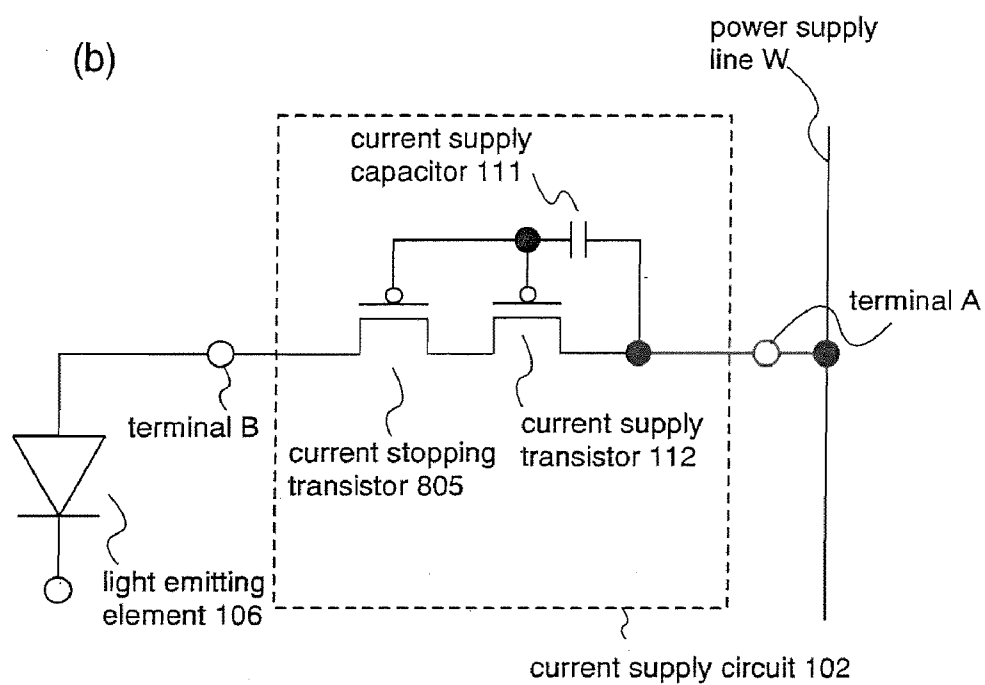 (b)
power supply
line W
current supply
capacitor 111
terminal A
terminal B
current stopping
transistor 805
current supply
transistor 112
light emitting
element 106
current supply circuit 102